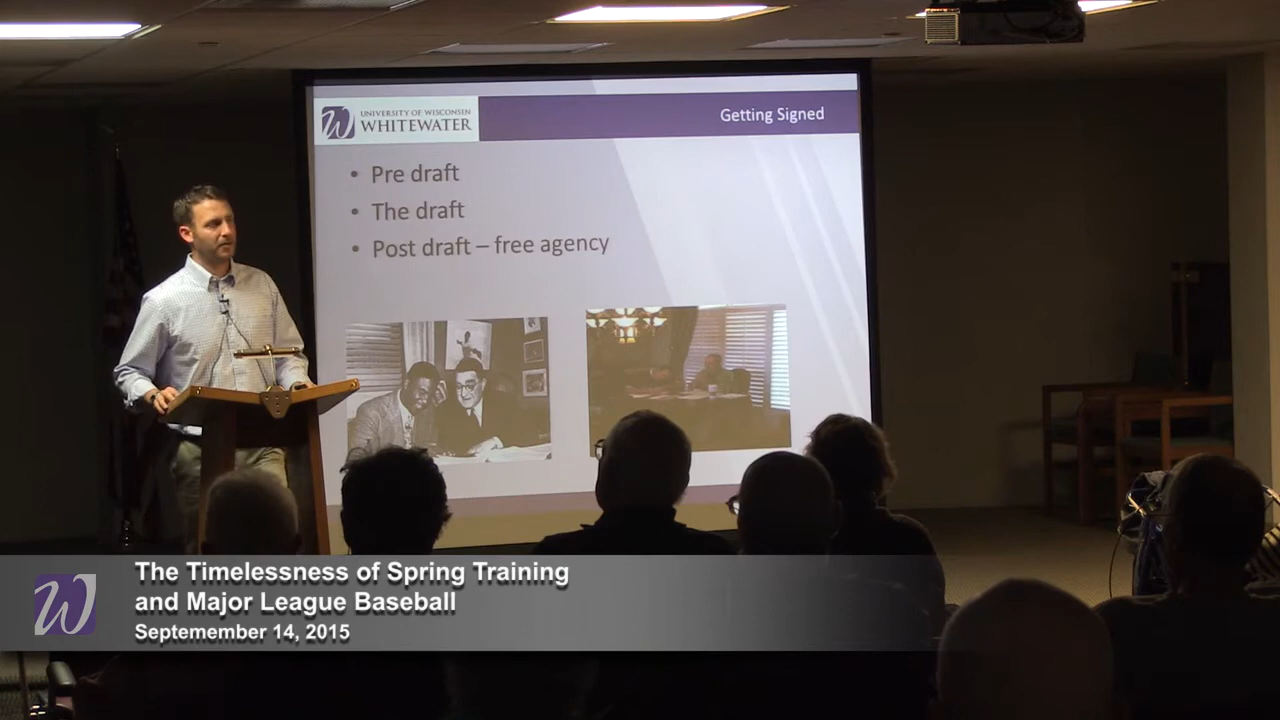 UNIVERSITY OF WISCONSIN
WHITEWATER
Getting Signed
• Pre draft
• The draft
• Post draft – free agency
W
The Timelessness of Spring Training
and Major League Baseball
Septemember 14, 2015